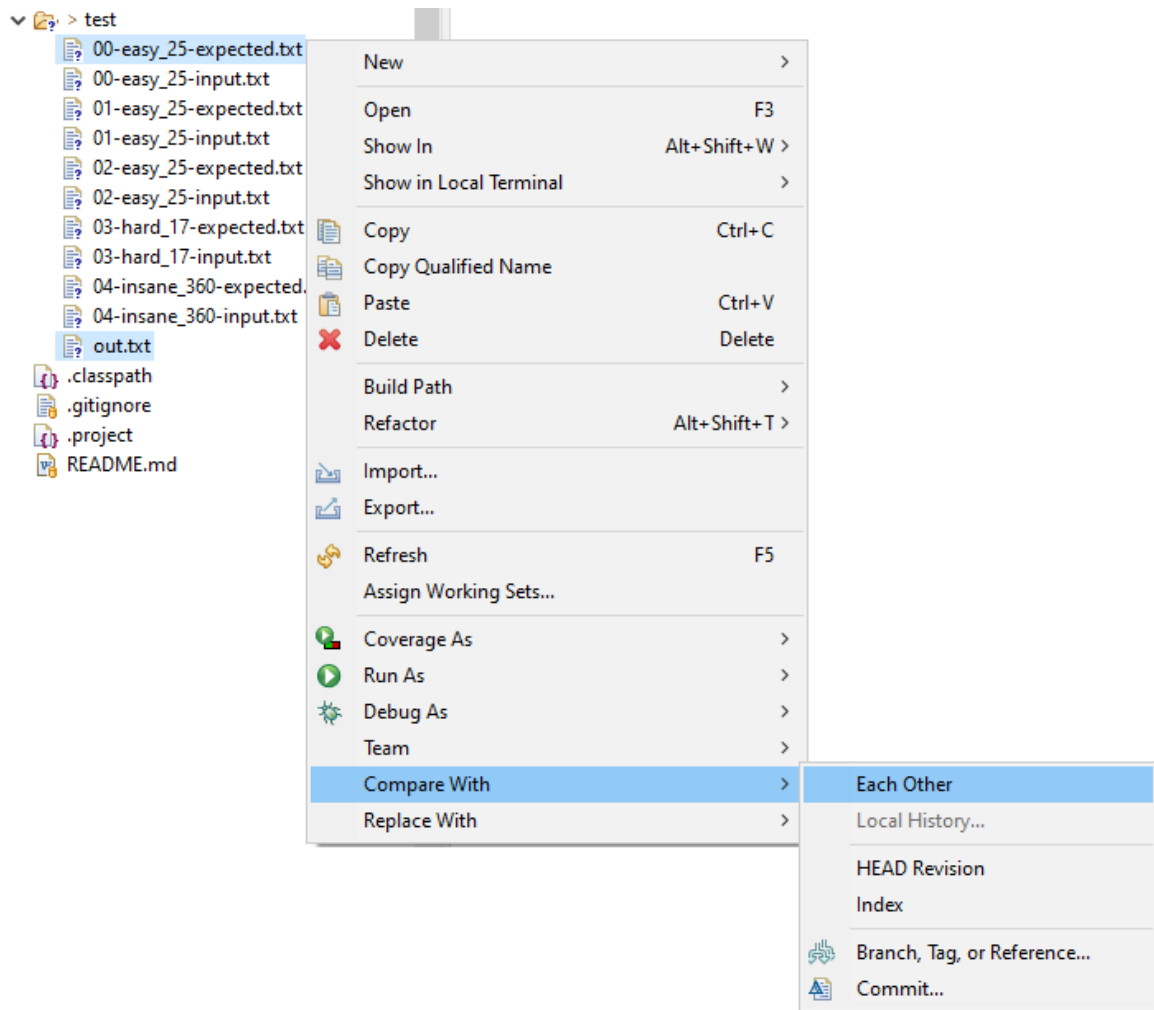 > test
00-easy_25-expected.txt
00-easy_25-input.txt
01-easy_25-expected.txt
01-easy_25-input.txt
02-easy_25-expected.txt
02-easy_25-input.txt
03-hard_17-expected.txt
03-hard_17-input.txt
04-insane_360-expected.
04-insane_360-input.txt
out.txt
.classpath
.gitignore
.project
README.md
New >
Open F3
Show In Alt+Shift+W >
Show in Local Terminal >
Copy Ctrl+C
Copy Qualified Name
Paste Ctrl+V
Delete Delete
Build Path >
Refactor Alt+Shift+T >
Import...
Export...
Refresh F5
Assign Working Sets...
Coverage As >
Run As >
Debug As >
Team >
Compare With >
Replace With >
Each Other
Local History...
HEAD Revision
Index
Branch, Tag, or Reference...
Commit...